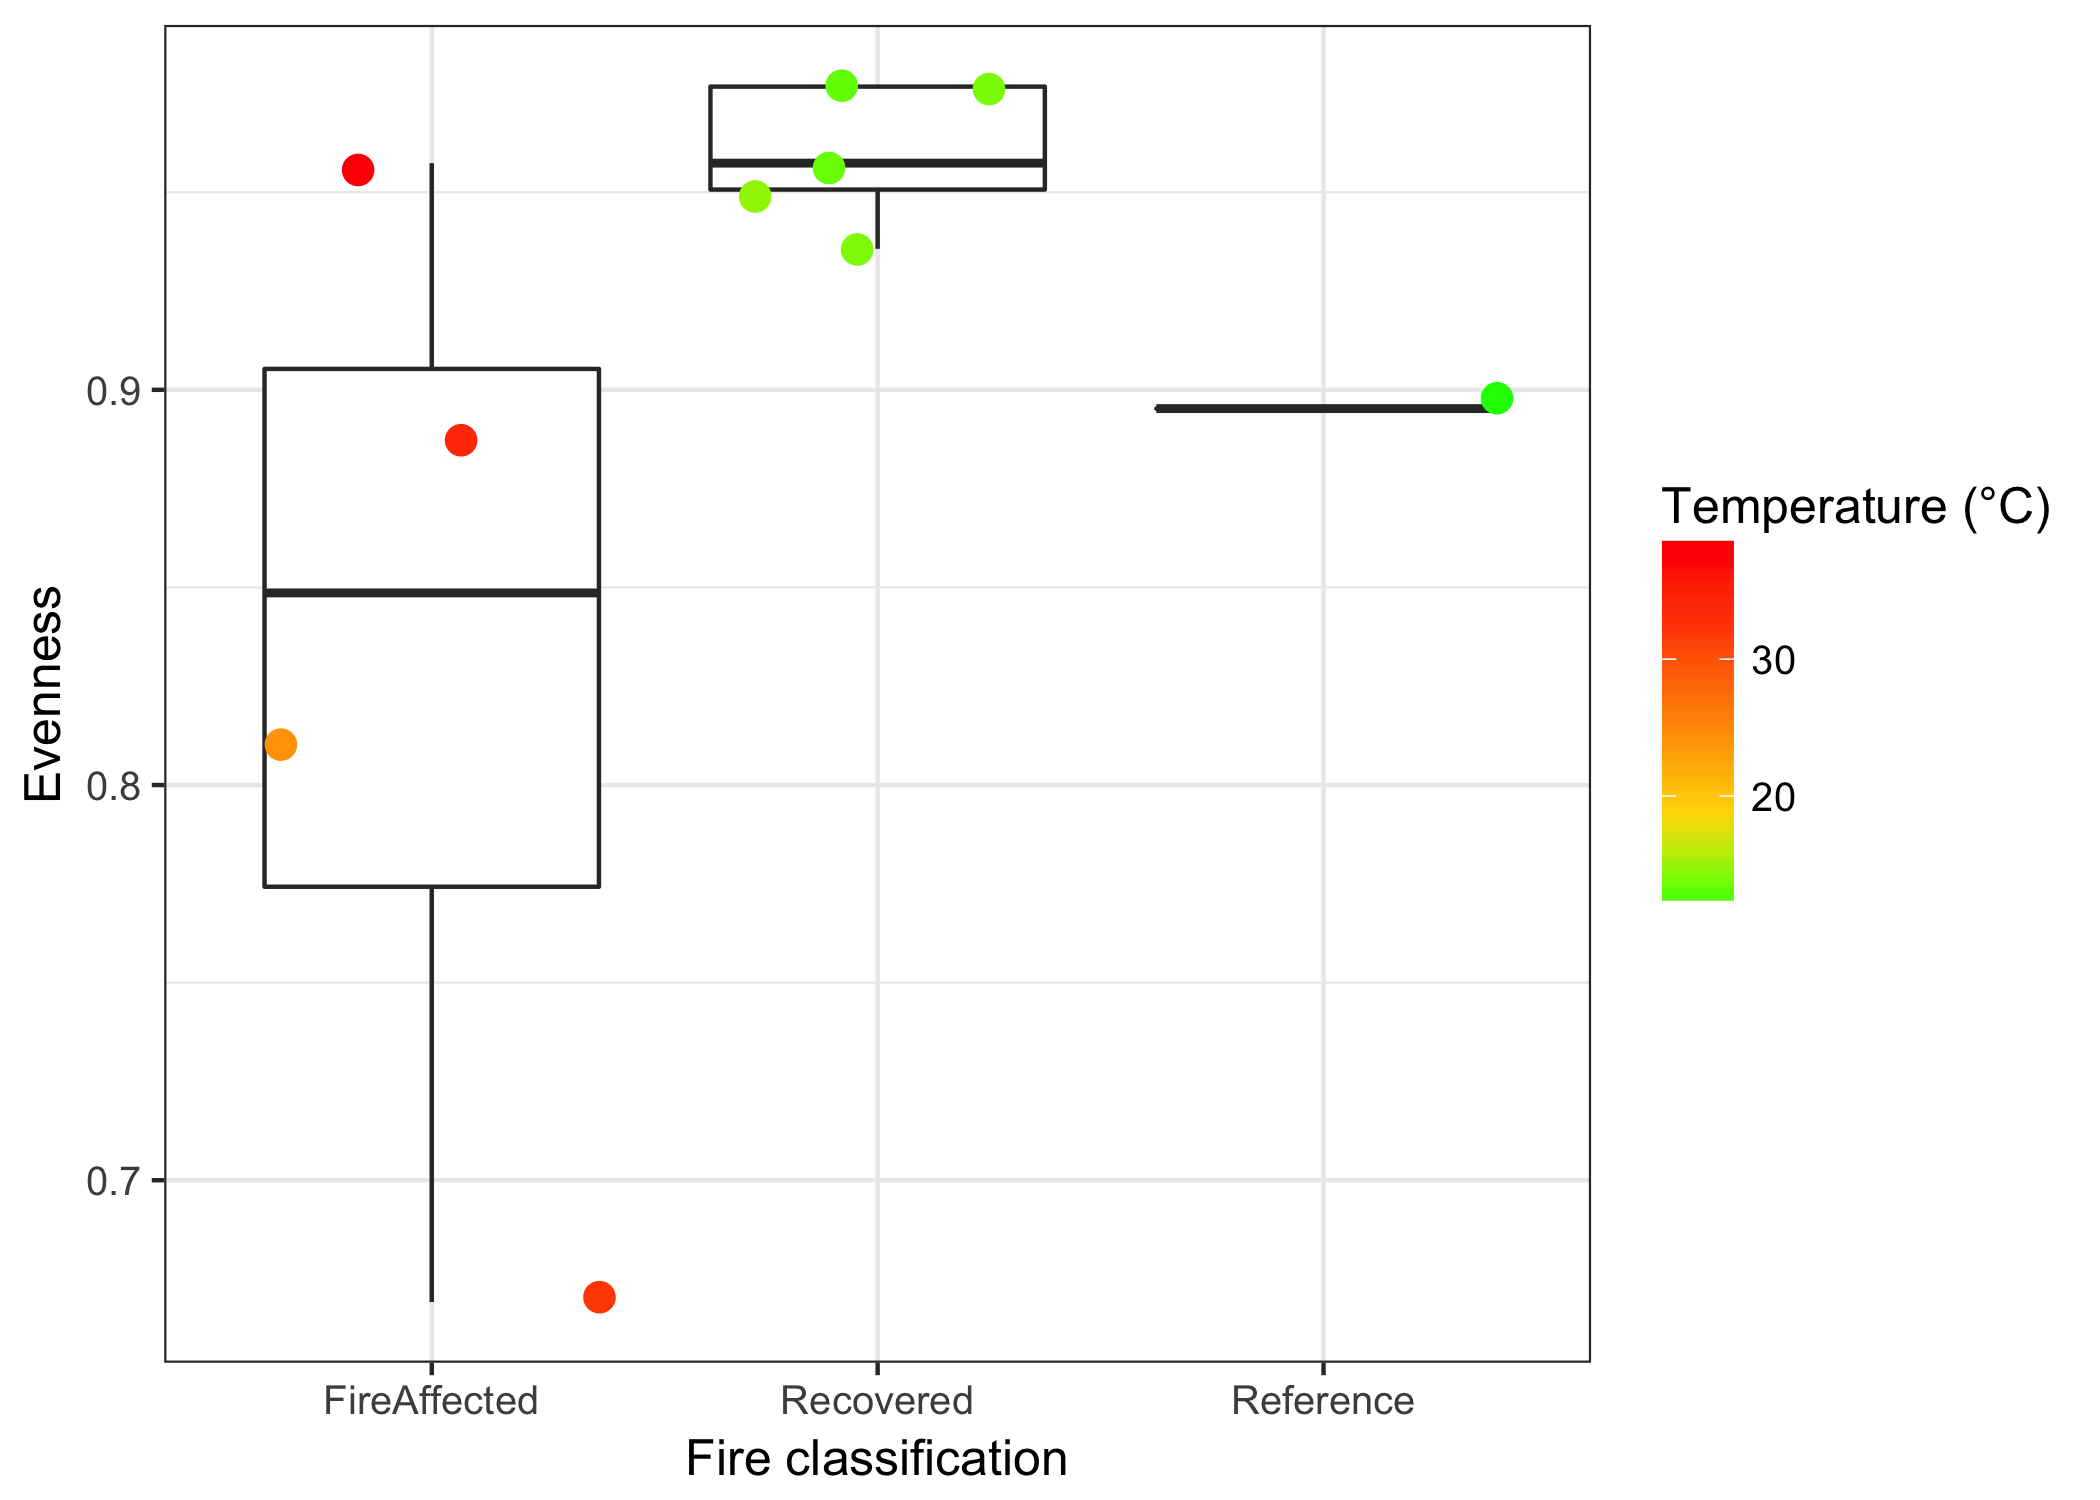 Evenness
0.9
0.8
0.7
FireAffected
Recovered
Reference
Fire classification
Temperature (°C)
30
20